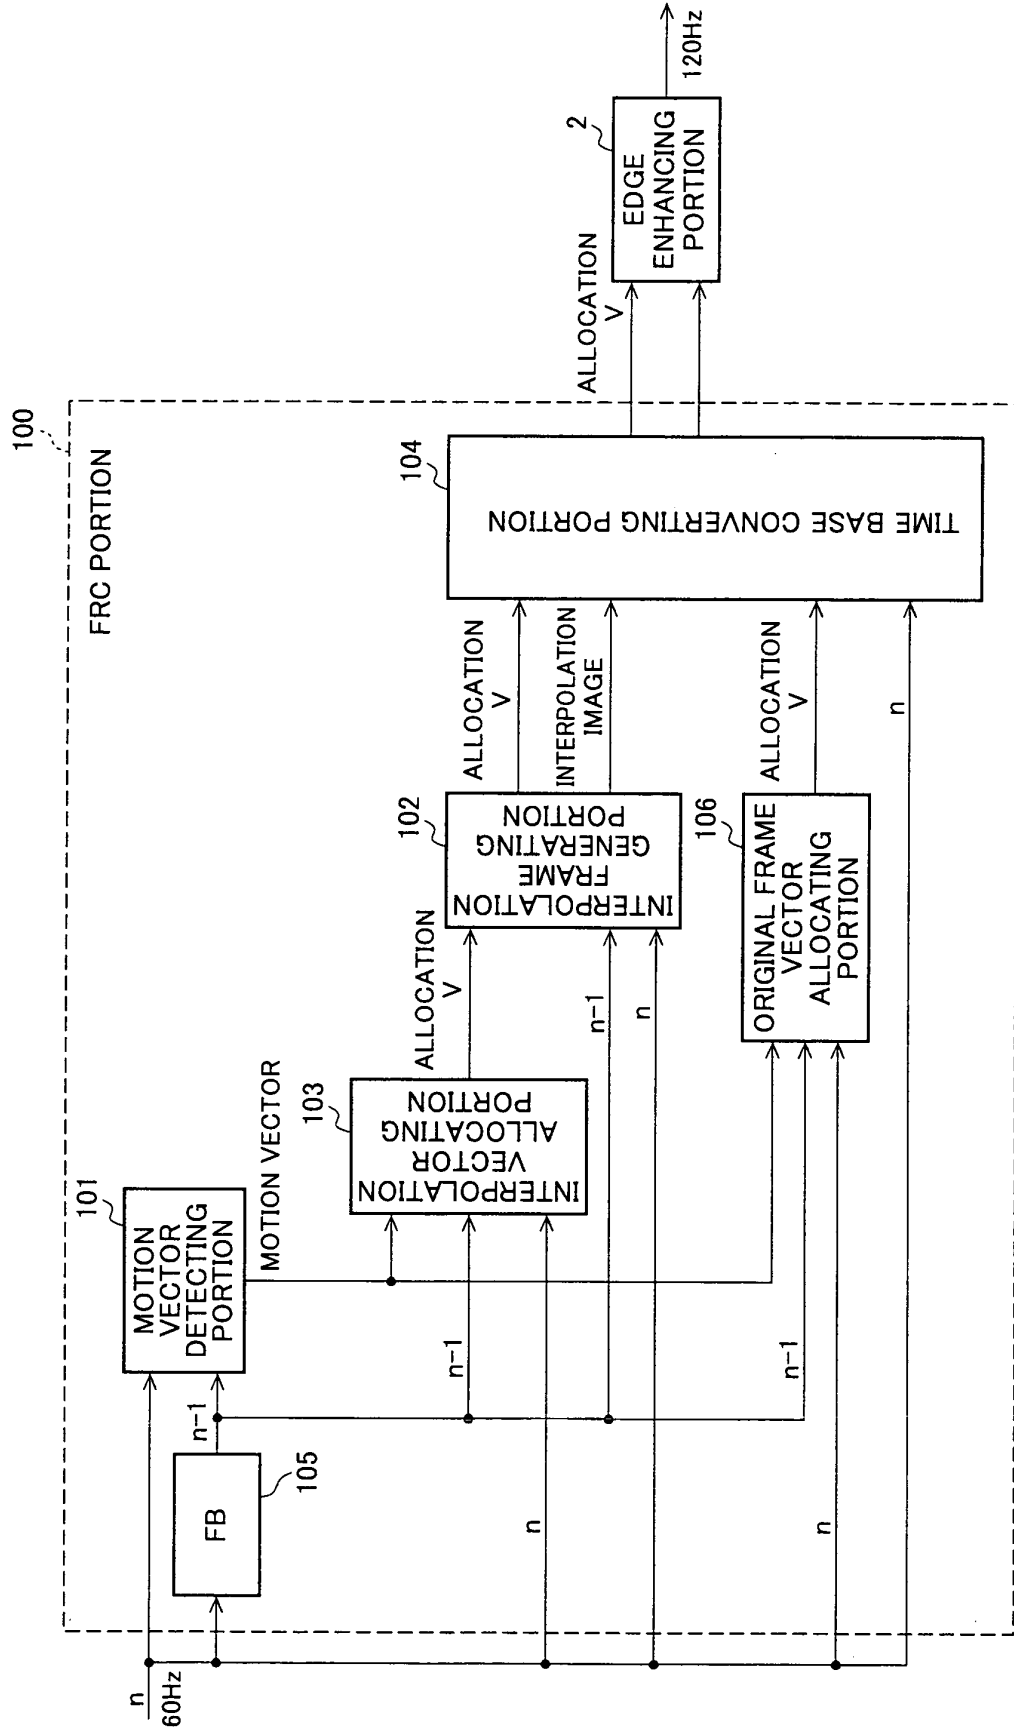 100
FRC PORTION
n
60Hz
FB
105
n-1
101
MOTION
VECTOR
DETECTING
PORTION
MOTION VECTOR
n-1
n
103
INTERPOLATION
VECTOR
ALLOCATING
PORTION
ALLOCATION
V
n-1
n
102
INTERPOLATION
FRAME
GENERATING
PORTION
ALLOCATION
V
INTERPOLATION
IMAGE
n-1
n
106
ORIGINAL FRAME
VECTOR
ALLOCATING
PORTION
ALLOCATION
V
n
104
TIME BASE CONVERTING PORTION
ALLOCATION
V
2
EDGE
ENHANCING
PORTION
120Hz